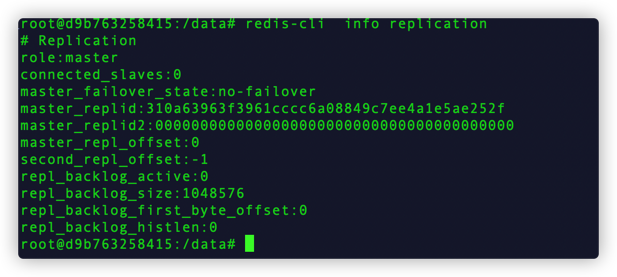 root@d9b763258415:/data# redis-cli  info replication
# Replication
role:master
connected_slaves:0
master_failover_state:no-failover
master_replid:310a63963f3961cccc6a08849c7ee4a1e5ae252f
master_replid2:0000000000000000000000000000000000000000
master_repl_offset:0
second_repl_offset:-1
repl_backlog_active:0
repl_backlog_size:1048576
repl_backlog_first_byte_offset:0
repl_backlog_histlen:0
root@d9b763258415:/data#